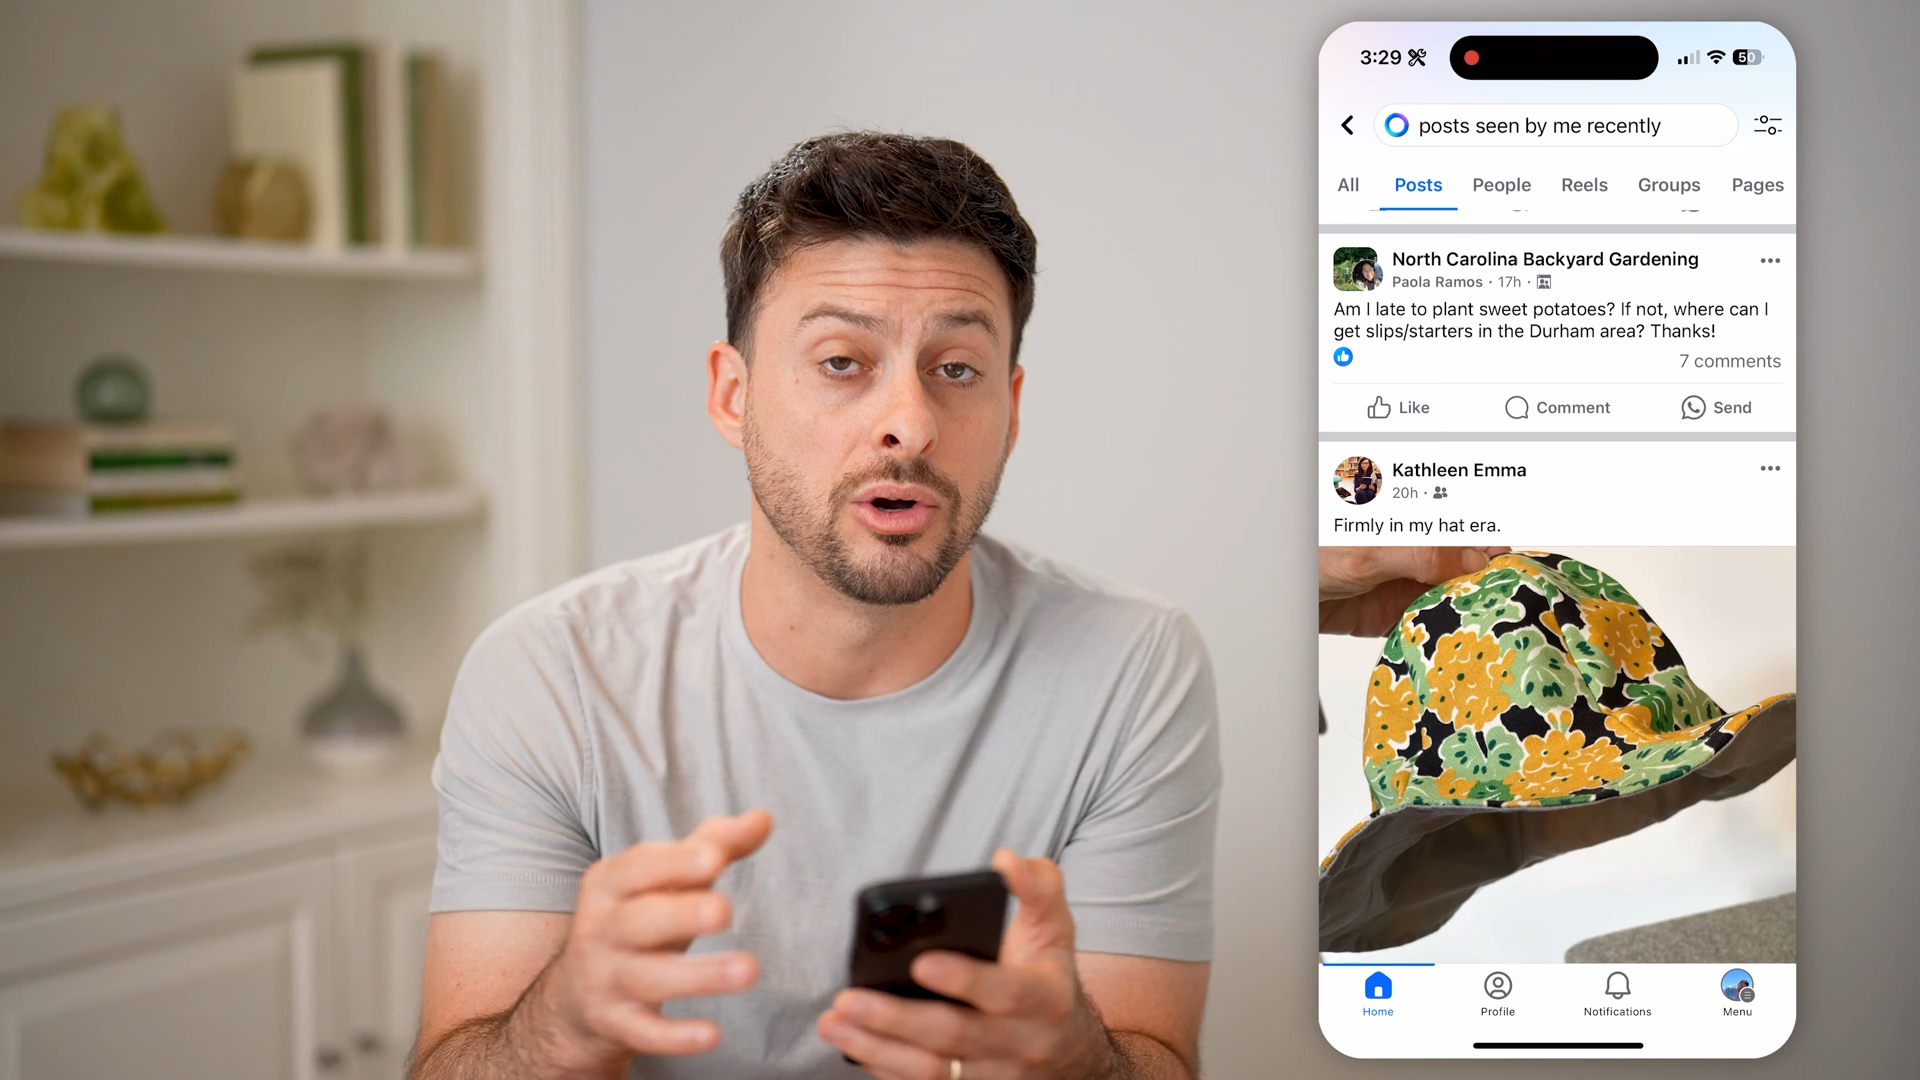 3:29
50
posts seen by me recently
All
Posts
People
Reels
Groups
Pages
North Carolina Backyard Gardening
Paola Ramos · 17h ·
Am I late to plant sweet potatoes? If not, where can I
get slips/starters in the Durham area? Thanks!
7 comments
Like
Comment
Send
Kathleen Emma
20h ·
Firmly in my hat era.
Home
Profile
Notifications
Menu